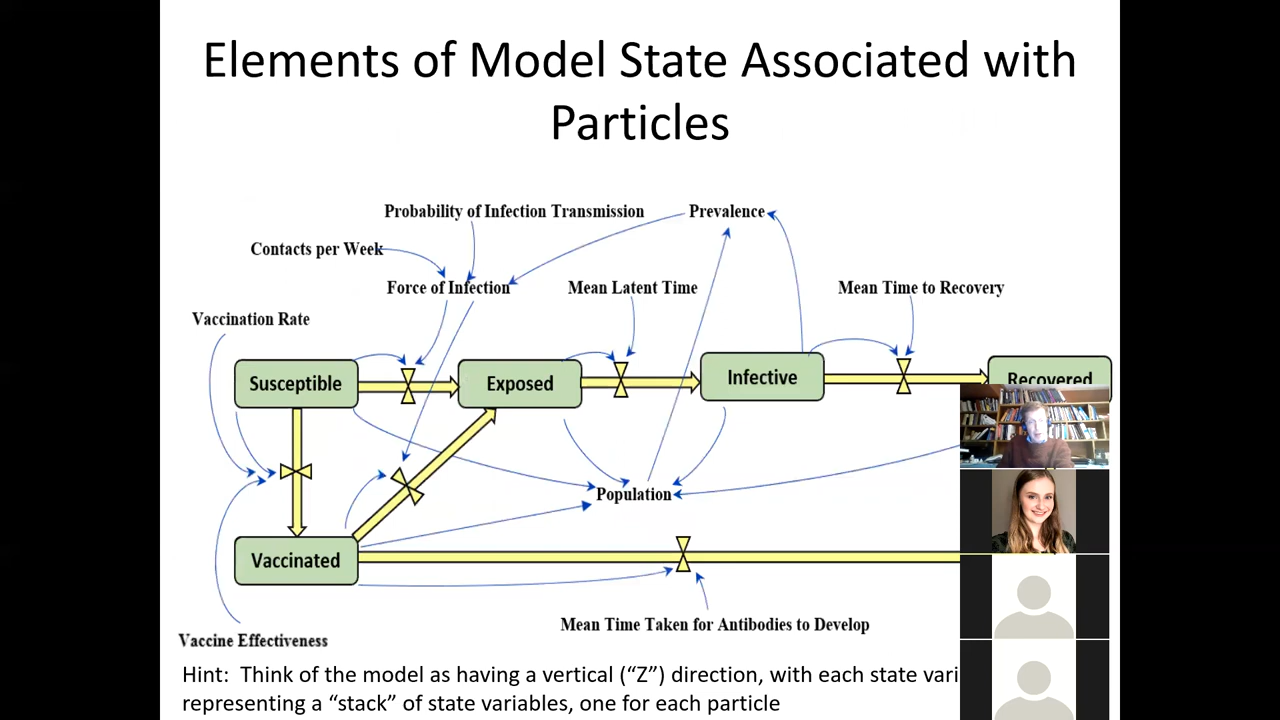 Elements of Model State Associated with
Particles
Probability of Infection Transmission
Prevalence
Contacts per Week
Force of Infection
Mean Latent Time
Mean Time to Recovery
Vaccination Rate
Susceptible
Exposed
Infective
Recovered
Population
Vaccinated
Mean Time Taken for Antibodies to Develop
Vaccine Effectiveness
Hint: Think of the model as having a vertical (“Z”) direction, with each state vari
representing a “stack” of state variables, one for each particle